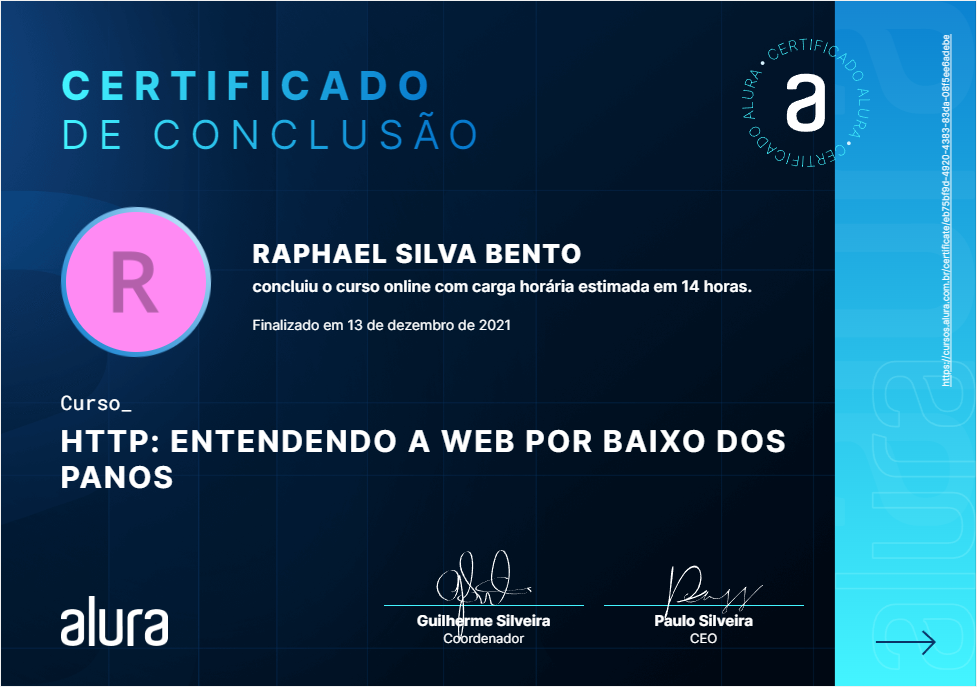 CERTIFICADO
DE CONCLUSÃO
CERTIFICADO ALURA • CERTIFICADO ALURA •
a
R
RAPHAEL SILVA BENTO
concluiu o curso online com carga horária estimada em 14 horas.
Finalizado em 13 de dezembro de 2021
Curso_
HTTP: ENTENDENDO A WEB POR BAIXO DOS
PANOS
alura
Guilherme Silveira
Coordenador
Paulo Silveira
CEO
https://cursos.alura.com.br/certificate/eb75bf9d-4920-4383-83da-08f5ee6adebe
alura